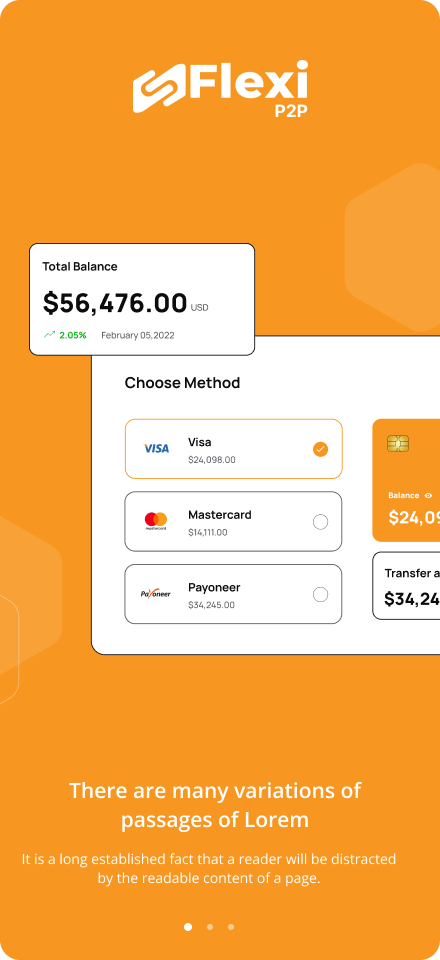 Flexi
P2P
Total Balance
$56,476.00 USD
2.05% February 05,2022
Choose Method
VISA
Visa
$24,098.00
Balance
$24,09
mastercard
Mastercard
$14,111.00
Payoneer
Payoneer
$34,245.00
Transfer a
$34,24
There are many variations of
passages of Lorem
It is a long established fact that a reader will be distracted
by the readable content of a page.